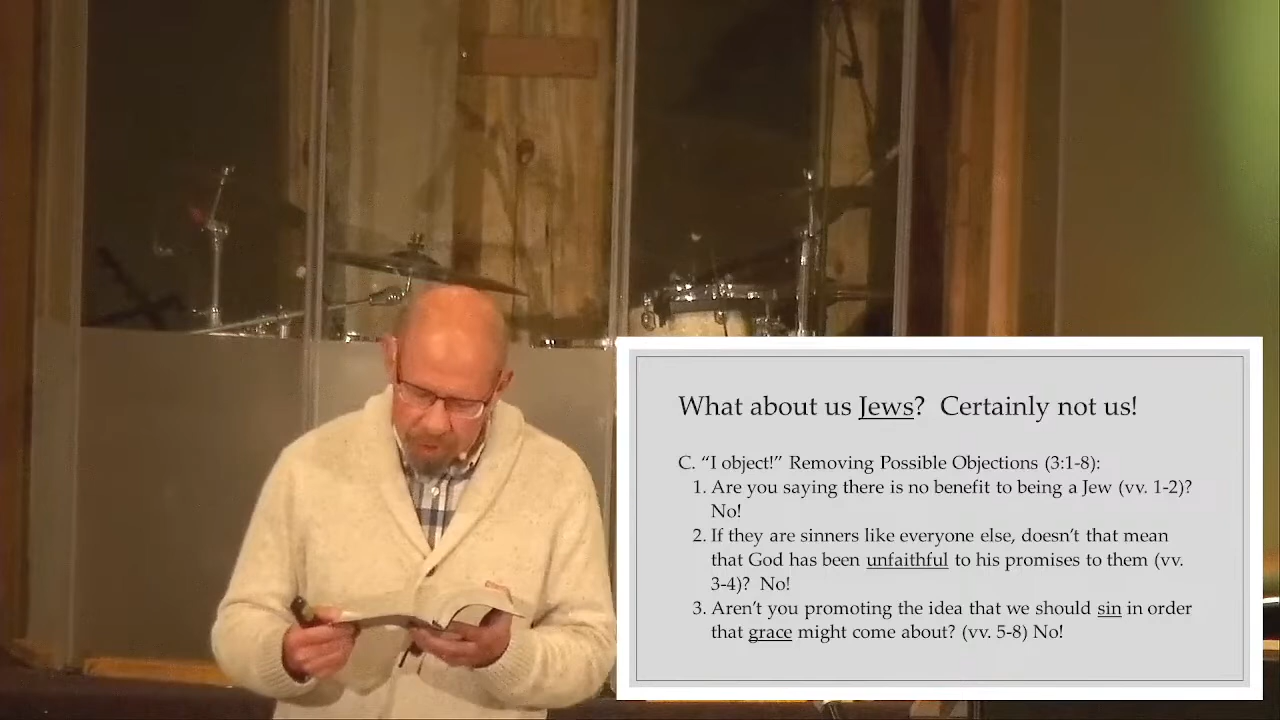 What about us Jews?  Certainly not us!
C. “I object!” Removing Possible Objections (3:1-8):
1. Are you saying there is no benefit to being a Jew (vv. 1-2)?
No!
2. If they are sinners like everyone else, doesn’t that mean
that God has been unfaithful to his promises to them (vv.
3-4)?  No!
3. Aren’t you promoting the idea that we should sin in order
that grace might come about? (vv. 5-8) No!